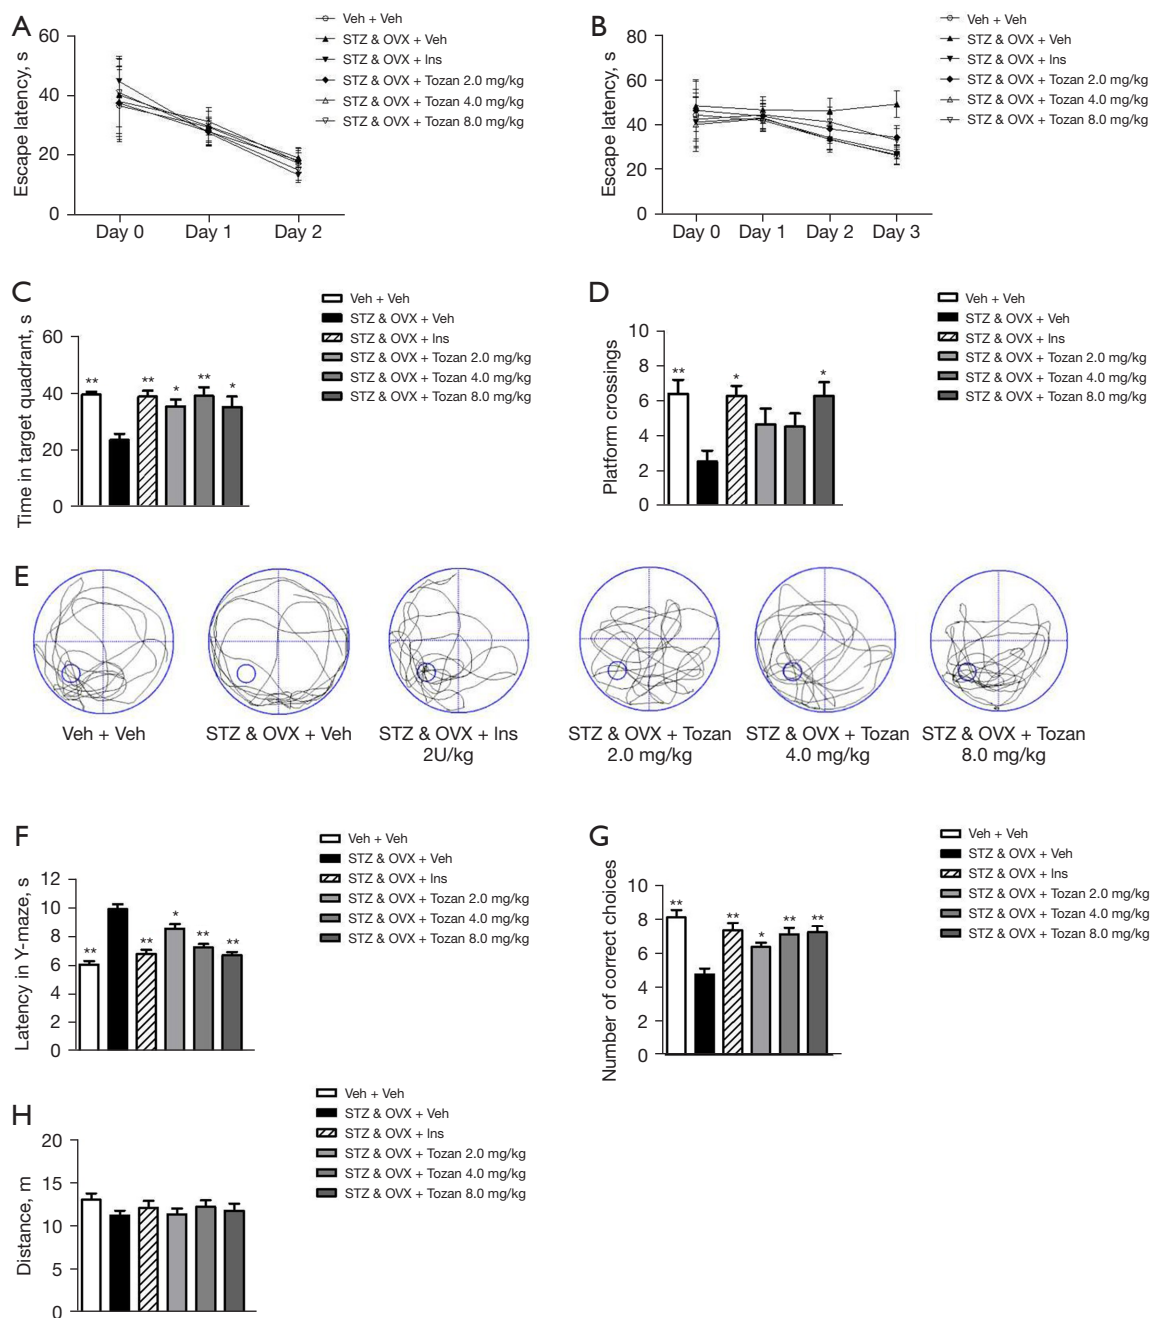 A
60
40
20
0
Escape latency, s
Day 0 Day 1 Day 2
Veh + Veh
STZ & OVX + Veh
STZ & OVX + Ins
STZ & OVX + Tozan 2.0 mg/kg
STZ & OVX + Tozan 4.0 mg/kg
STZ & OVX + Tozan 8.0 mg/kg
B
80
60
40
20
0
Escape latency, s
Day 0 Day 1 Day 2 Day 3
Veh + Veh
STZ & OVX + Veh
STZ & OVX + Ins
STZ & OVX + Tozan 2.0 mg/kg
STZ & OVX + Tozan 4.0 mg/kg
STZ & OVX + Tozan 8.0 mg/kg
C
60
40
20
0
Time in target quadrant, s
** ** * ** *
Veh + Veh
STZ & OVX + Veh
STZ & OVX + Ins
STZ & OVX + Tozan 2.0 mg/kg
STZ & OVX + Tozan 4.0 mg/kg
STZ & OVX + Tozan 8.0 mg/kg
D
10
8
6
4
2
0
Platform crossings
** * *
Veh + Veh
STZ & OVX + Veh
STZ & OVX + Ins
STZ & OVX + Tozan 2.0 mg/kg
STZ & OVX + Tozan 4.0 mg/kg
STZ & OVX + Tozan 8.0 mg/kg
E
Veh + Veh
STZ & OVX + Veh
STZ & OVX + Ins
2U/kg
STZ & OVX + Tozan
2.0 mg/kg
STZ & OVX + Tozan
4.0 mg/kg
STZ & OVX + Tozan
8.0 mg/kg
F
12
10
8
6
4
2
0
Latency in Y-maze, s
** ** * ** **
Veh + Veh
STZ & OVX + Veh
STZ & OVX + Ins
STZ & OVX + Tozan 2.0 mg/kg
STZ & OVX + Tozan 4.0 mg/kg
STZ & OVX + Tozan 8.0 mg/kg
G
10
8
6
4
2
0
Number of correct choices
** ** * ** **
Veh + Veh
STZ & OVX + Veh
STZ & OVX + Ins
STZ & OVX + Tozan 2.0 mg/kg
STZ & OVX + Tozan 4.0 mg/kg
STZ & OVX + Tozan 8.0 mg/kg
H
20
15
10
5
0
Distance, m
Veh + Veh
STZ & OVX + Veh
STZ & OVX + Ins
STZ & OVX + Tozan 2.0 mg/kg
STZ & OVX + Tozan 4.0 mg/kg
STZ & OVX + Tozan 8.0 mg/kg